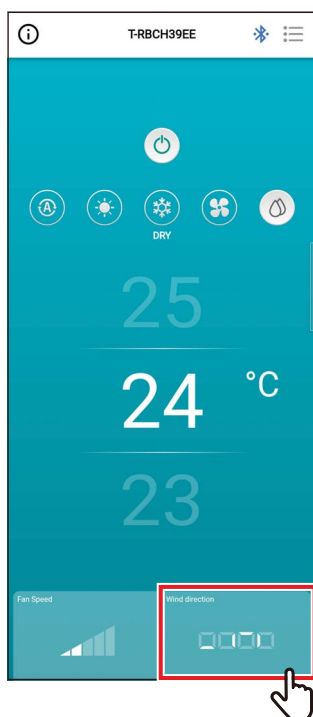 T-RBCH39EE
A
DRY
25
24 °C
23
Fan Speed
Wind direction